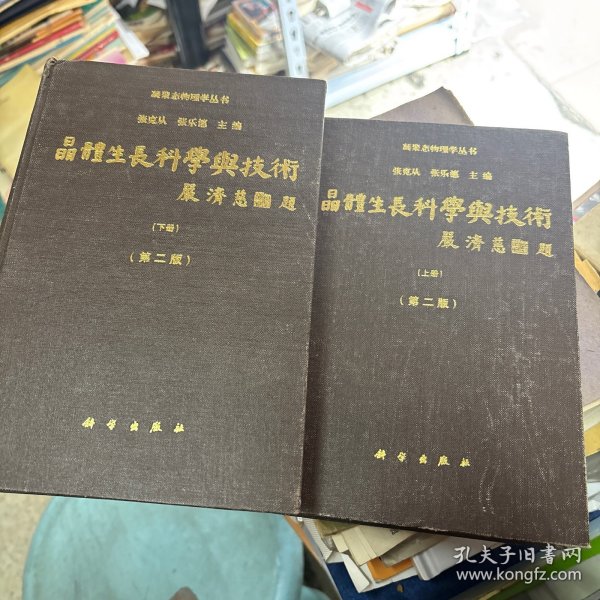 凝聚态物理学丛书
张克从 张乐潓 主编
晶體生長科學與技術
嚴濟慈 題
(下册)
(第二版)
科学出版社
凝聚态物理学丛书
张克从 张乐潓 主编
晶體生長科學與技術
嚴濟慈 題
(上册)
(第二版)
科学出版社
孔夫子旧书网
www.kongfz.com